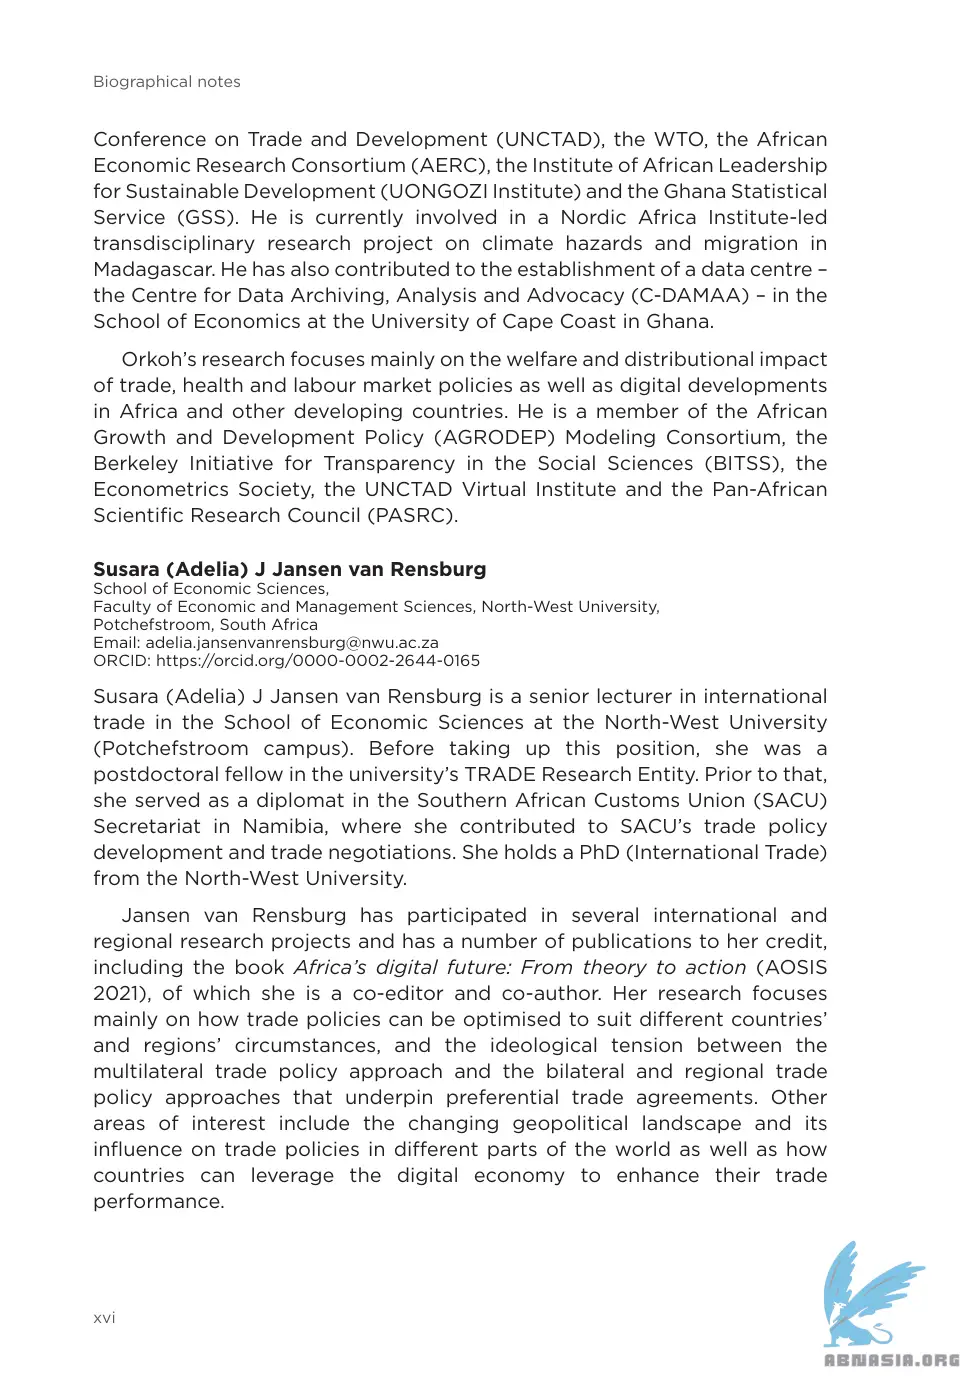 Biographical notes
Conference on Trade and Development (UNCTAD), the WTO, the African
Economic Research Consortium (AERC), the Institute of African Leadership
for Sustainable Development (UONGOZI Institute) and the Ghana Statistical
Service (GSS). He is currently involved in a Nordic Africa Institute-led
transdisciplinary research project on climate hazards and migration in
Madagascar. He has also contributed to the establishment of a data centre –
the Centre for Data Archiving, Analysis and Advocacy (C-DAMAA) – in the
School of Economics at the University of Cape Coast in Ghana.
Orkoh’s research focuses mainly on the welfare and distributional impact
of trade, health and labour market policies as well as digital developments
in Africa and other developing countries. He is a member of the African
Growth and Development Policy (AGRODEP) Modeling Consortium, the
Berkeley Initiative for Transparency in the Social Sciences (BITSS), the
Econometrics Society, the UNCTAD Virtual Institute and the Pan-African
Scientific Research Council (PASRC).
Susara (Adelia) J Jansen van Rensburg
School of Economic Sciences,
Faculty of Economic and Management Sciences, North-West University,
Potchefstroom, South Africa
Email: adelia.jansenvanrensburg@nwu.ac.za
ORCID: https://orcid.org/0000-0002-2644-0165
Susara (Adelia) J Jansen van Rensburg is a senior lecturer in international
trade in the School of Economic Sciences at the North-West University
(Potchefstroom campus). Before taking up this position, she was a
postdoctoral fellow in the university’s TRADE Research Entity. Prior to that,
she served as a diplomat in the Southern African Customs Union (SACU)
Secretariat in Namibia, where she contributed to SACU’s trade policy
development and trade negotiations. She holds a PhD (International Trade)
from the North-West University.
Jansen van Rensburg has participated in several international and
regional research projects and has a number of publications to her credit,
including the book Africa’s digital future: From theory to action (AOSIS
2021), of which she is a co-editor and co-author. Her research focuses
mainly on how trade policies can be optimised to suit different countries’
and regions’ circumstances, and the ideological tension between the
multilateral trade policy approach and the bilateral and regional trade
policy approaches that underpin preferential trade agreements. Other
areas of interest include the changing geopolitical landscape and its
influence on trade policies in different parts of the world as well as how
countries can leverage the digital economy to enhance their trade
performance.
xvi
ABNASIA.ORG